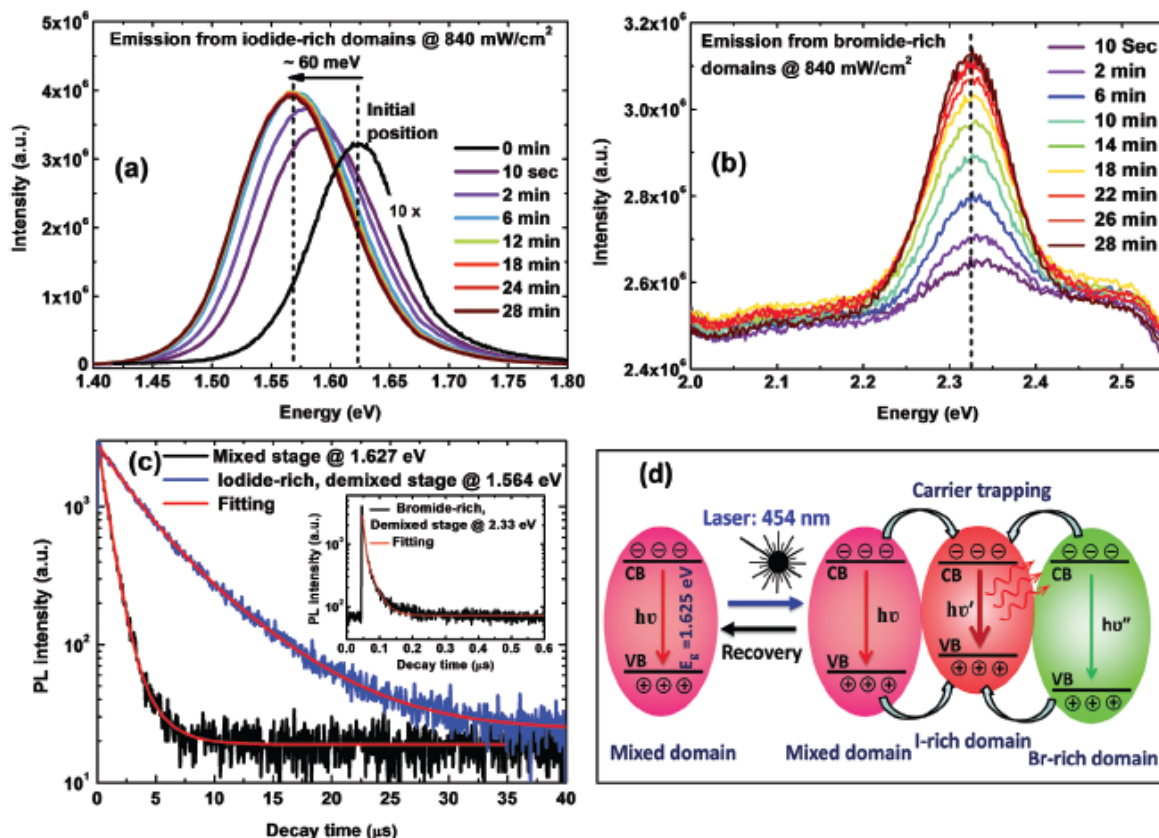 Emission from iodide-rich domains @ 840 mW/cm²
~ 60 meV
Initial
position
(a)
10 x
0 min
10 sec
2 min
6 min
12 min
18 min
24 min
28 min
5x10⁶
4x10⁶
3x10⁶
2x10⁶
1x10⁶
0
Intensity (a.u.)
1.40 1.45 1.50 1.55 1.60 1.65 1.70 1.75 1.80
Energy (eV)
Emission from bromide-rich
domains @ 840 mW/cm²
(b)
10 Sec
2 min
6 min
10 min
14 min
18 min
22 min
26 min
28 min
3.2x10⁶
3.0x10⁶
2.8x10⁶
2.6x10⁶
2.4x10⁶
Intensity (a.u.)
2.0 2.1 2.2 2.3 2.4 2.5
Energy (eV)
(c)
Mixed stage @ 1.627 eV
Iodide-rich, demixed stage @ 1.564 eV
Fitting
Bromide-rich,
Demixed stage @ 2.33 eV
Fitting
PL intensity (a.u.)
10³
10²
0.0 0.1 0.2 0.3 0.4 0.5 0.6
Decay time (μs)
10³
10²
10¹
PL Intensity (a.u.)
0 5 10 15 20 25 30 35 40
Decay time (μs)
(d)
Carrier trapping
Laser: 454 nm
CB
hυ
E_g =1.625 eV
VB
Recovery
CB
hυ
VB
CB
hυ'
VB
CB
hυ''
VB
Mixed domain
Mixed domain
I-rich domain
Br-rich domain